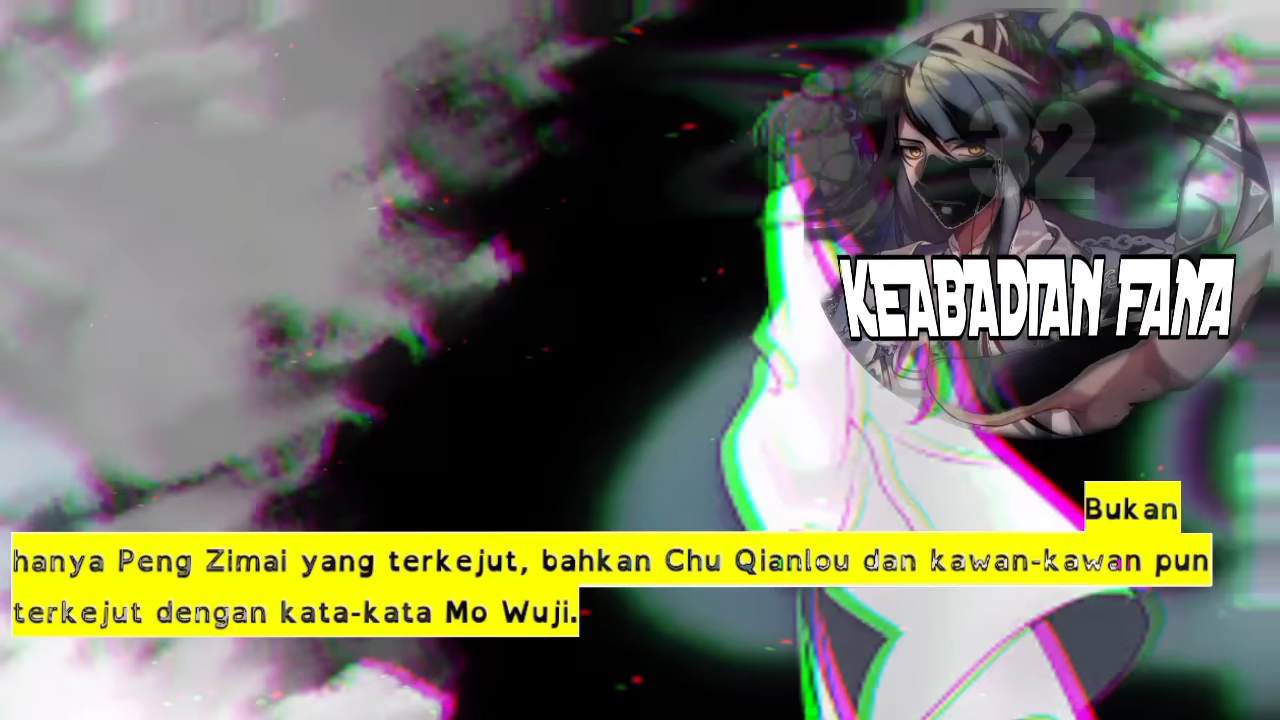 32
KEABADIAN FANA
Bukan
hanya Peng Zimai yang terkejut, bahkan Chu Qianlou dan kawan-kawan pun
terkejut dengan kata-kata Mo Wuji.